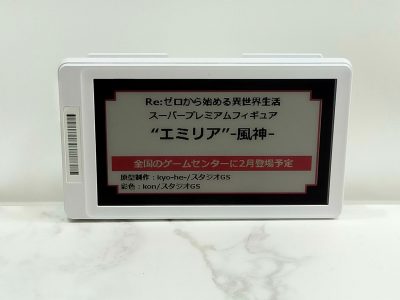 Re:ゼロから始める異世界生活
スーパープレミアムフィギュア
“エミリア”-風神-
全国のゲームセンターに2月登場予定
原型制作：kyo-he-/スタジオGS
彩色：kon/スタジオGS